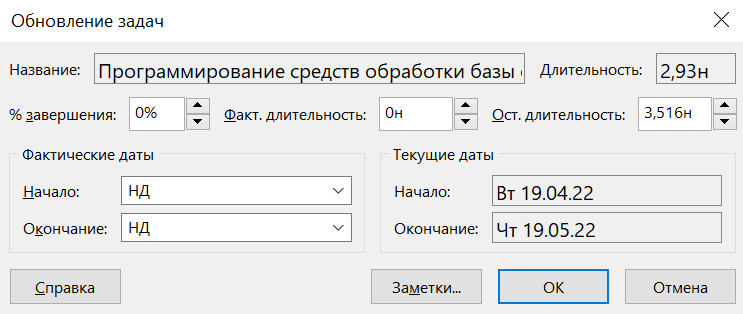 Обновление задач
Название: Программирование средств обработки базы Длительность: 2,93н
% завершения: 0% Факт. длительность: 0н Ост. длительность: 3,516н
Фактические даты Текущие даты
Начало: НД Начало: Вт 19.04.22
Окончание: НД Окончание: Чт 19.05.22
Справка Заметки... ОК Отмена